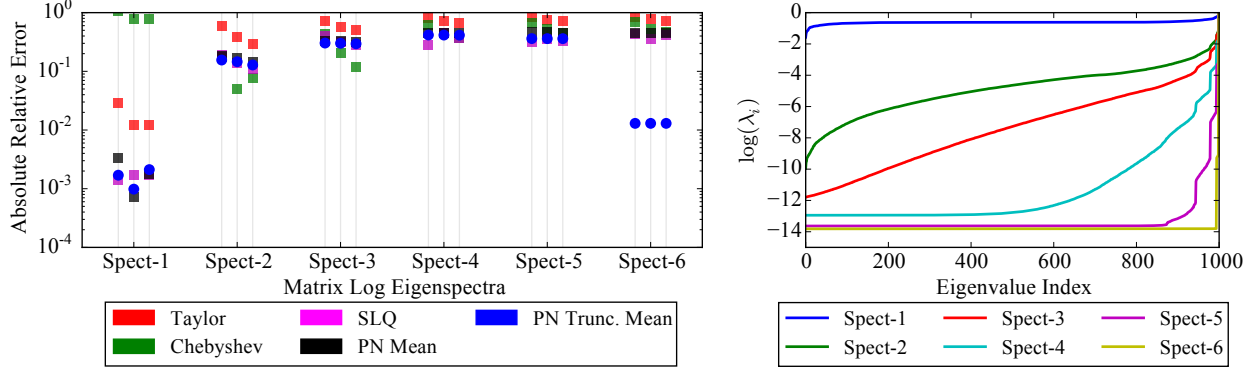 Absolute Relative Error
10^0
10^{-1}
10^{-2}
10^{-3}
10^{-4}
Spect-1 Spect-2 Spect-3 Spect-4 Spect-5 Spect-6
Matrix Log Eigenspectra
Taylor SLQ PN Trunc. Mean
Chebyshev PN Mean
log(λ_i)
0
−2
−4
−6
−8
−10
−12
−14
0 200 400 600 800 1000
Eigenvalue Index
Spect-1 Spect-3 Spect-5
Spect-2 Spect-4 Spect-6